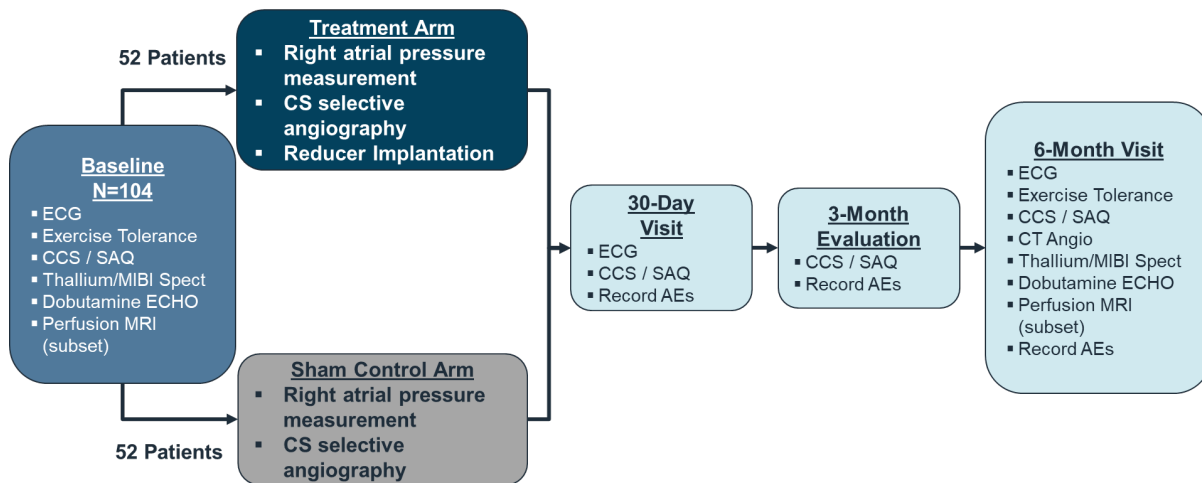 52 Patients
Treatment Arm
▪ Right atrial pressure
measurement
▪ CS selective
angiography
▪ Reducer Implantation
Baseline
N=104
▪ ECG
▪ Exercise Tolerance
▪ CCS / SAQ
▪ Thallium/MIBI Spect
▪ Dobutamine ECHO
▪ Perfusion MRI
(subset)
52 Patients
Sham Control Arm
▪ Right atrial pressure
measurement
▪ CS selective
angiography
30-Day
Visit
▪ ECG
▪ CCS / SAQ
▪ Record AEs
3-Month
Evaluation
▪ CCS / SAQ
▪ Record AEs
6-Month Visit
▪ ECG
▪ Exercise Tolerance
▪ CCS / SAQ
▪ CT Angio
▪ Thallium/MIBI Spect
▪ Dobutamine ECHO
▪ Perfusion MRI
(subset)
▪ Record AEs